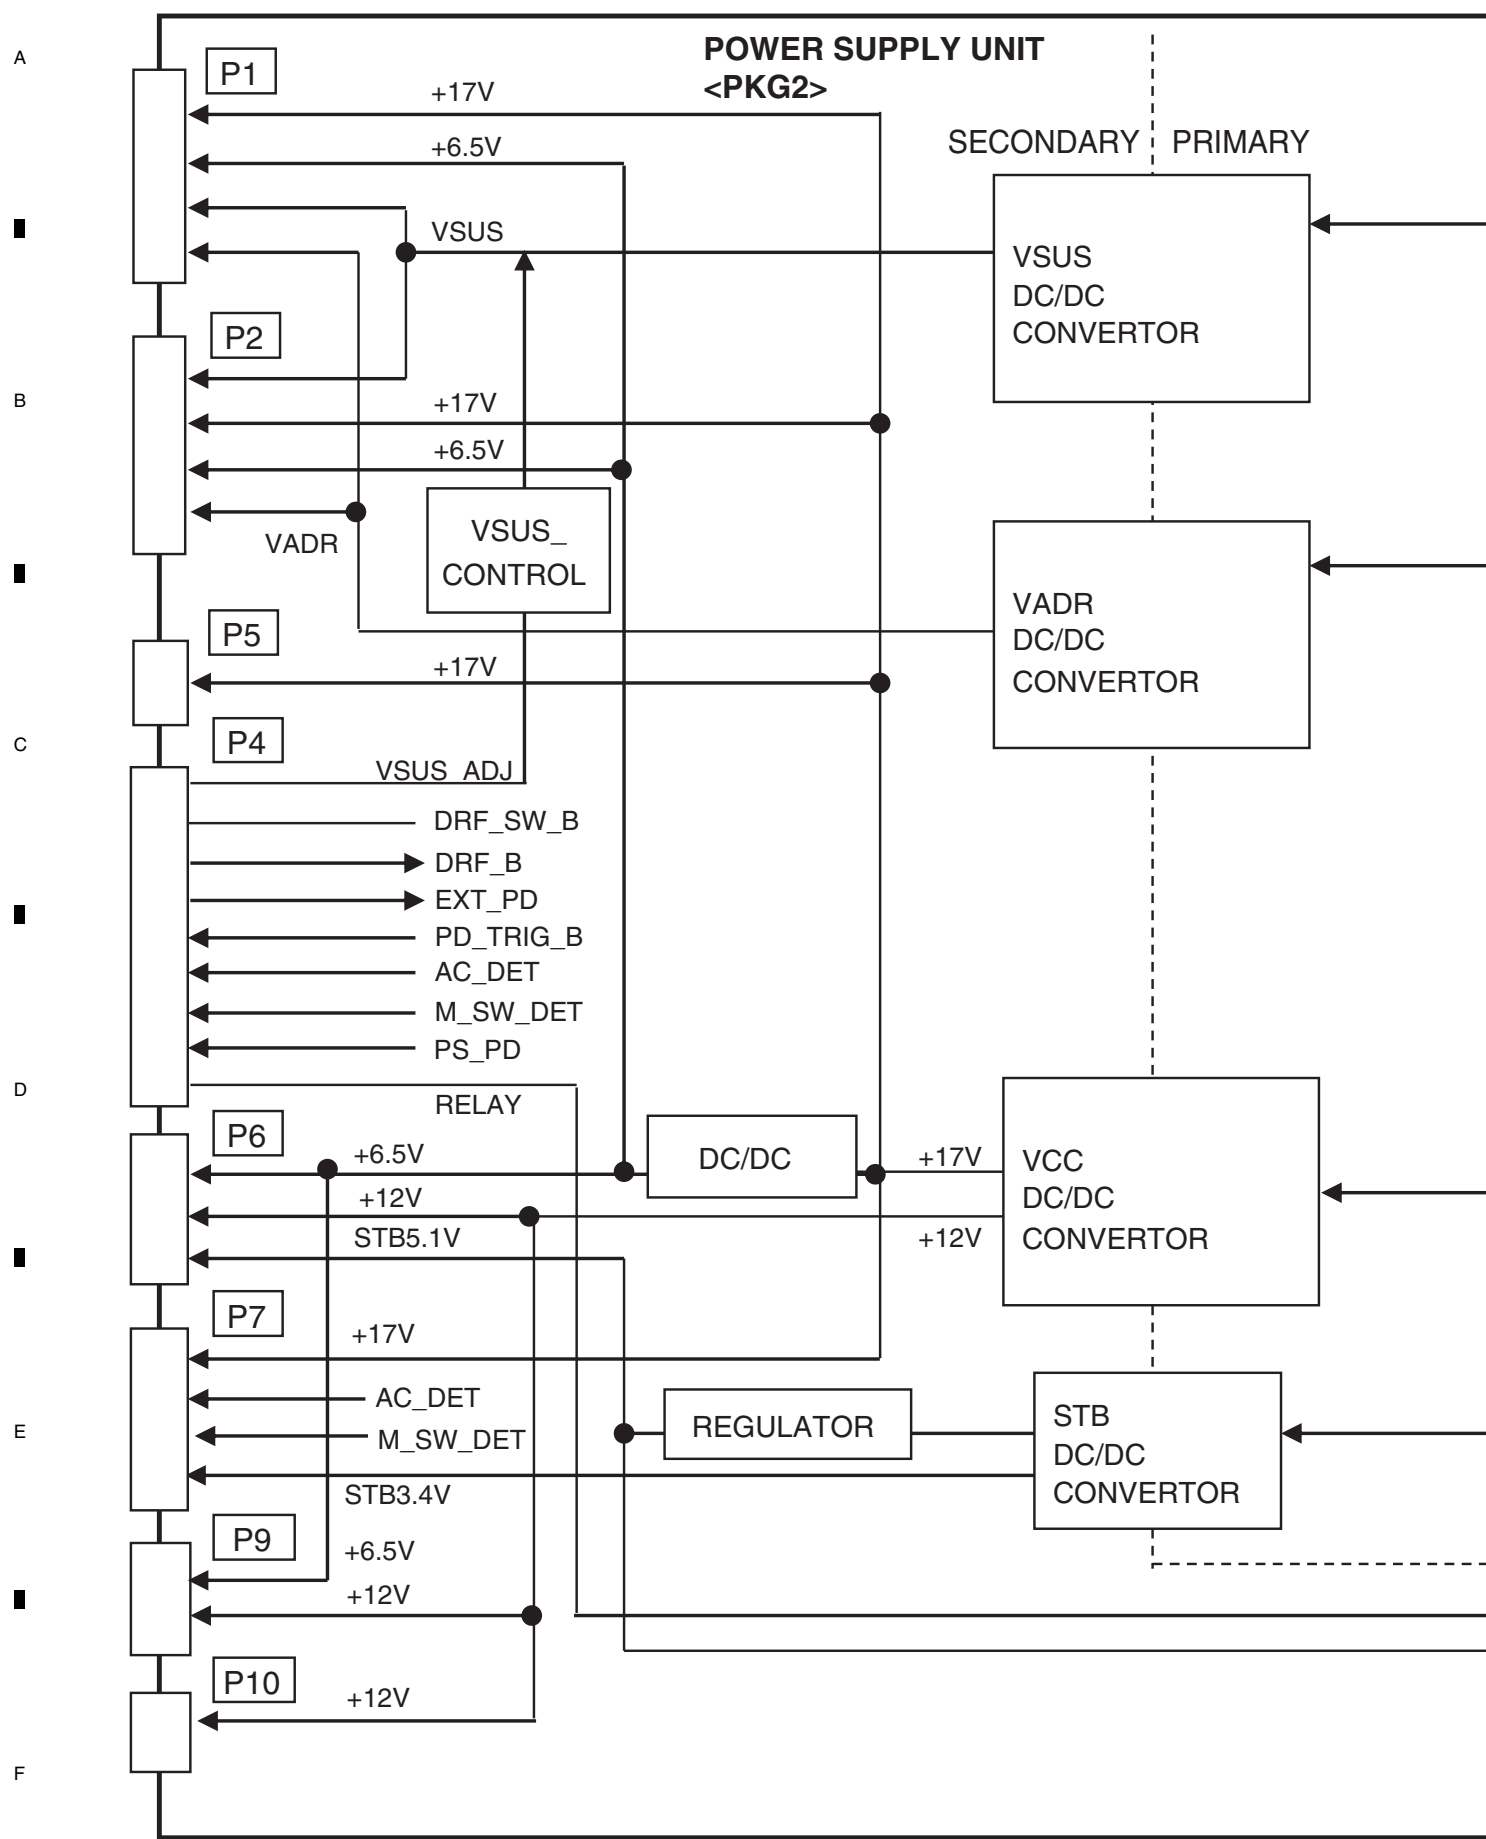 A
POWER SUPPLY UNIT
<PKG2>
P1
+17V
+6.5V
SECONDARY
PRIMARY
VSUS
VSUS
DC/DC
CONVERTOR
P2
B
+17V
+6.5V
VADR
VSUS_
CONTROL
VADR
DC/DC
CONVERTOR
P5
+17V
P4
C
VSUS_ADJ
DRF_SW_B
DRF_B
EXT_PD
PD_TRIG_B
AC_DET
M_SW_DET
PS_PD
D
RELAY
P6
+6.5V
DC/DC
+17V
VCC
DC/DC
CONVERTOR
+12V
+12V
STB5.1V
P7
+17V
AC_DET
E
M_SW_DET
REGULATOR
STB
DC/DC
CONVERTOR
STB3.4V
P9
+6.5V
+12V
P10
+12V
F